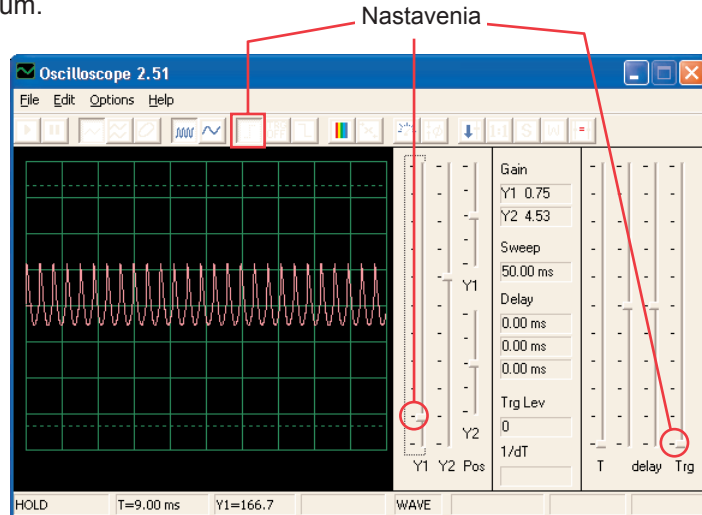 um.
Nastavenia
Oscilloscope 2.51
File Edit Options Help
Gain
Y1 0.75
Y2 4.53
Sweep
50.00 ms
Y1
Delay
0.00 ms
0.00 ms
0.00 ms
Trg Lev
0
Y2
1/dT
Y1 Y2 Pos
T delay Trg
HOLD T=9.00 ms Y1=166.7 WAVE